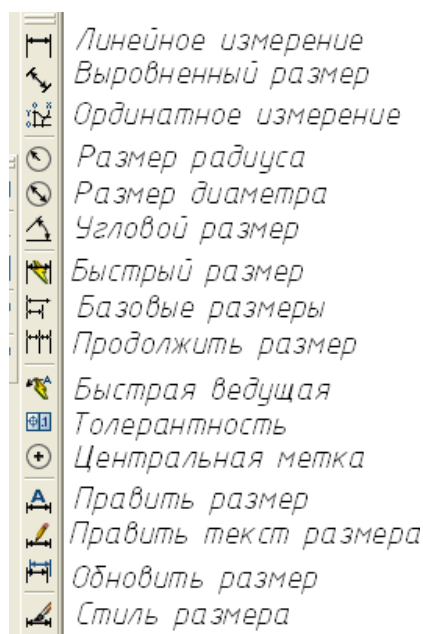 Линейное измерение
Выровненный размер
Ординатное измерение
Размер радиуса
Размер диаметра
Угловой размер
Быстрый размер
Базовые размеры
Продолжить размер
Быстрая ведущая
Толерантность
Центральная метка
Править размер
Править текст размера
Обновить размер
Стиль размера